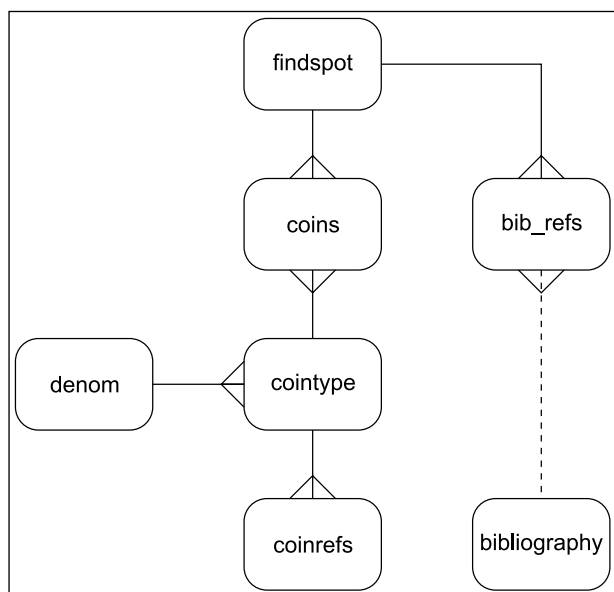 findspot
coins
bib_refs
denom
cointype
coinrefs
bibliography